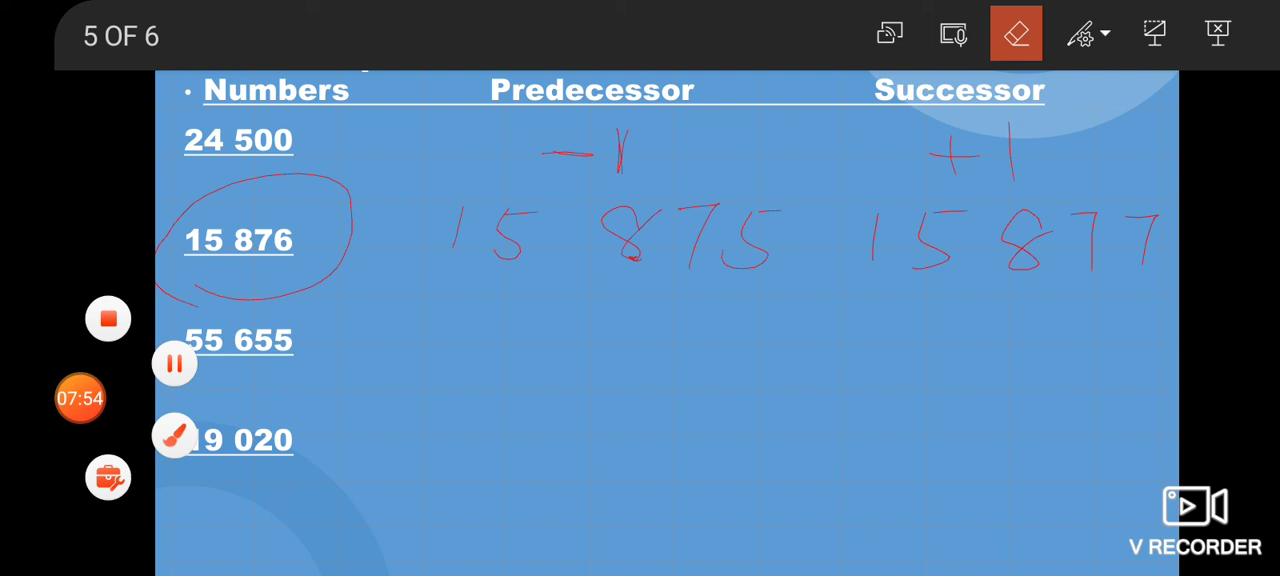 5 OF 6
• Numbers Predecessor Successor
24 500
-1 +1
15 876 15 875 15 877
55 655
07:54
19 020
V RECORDER